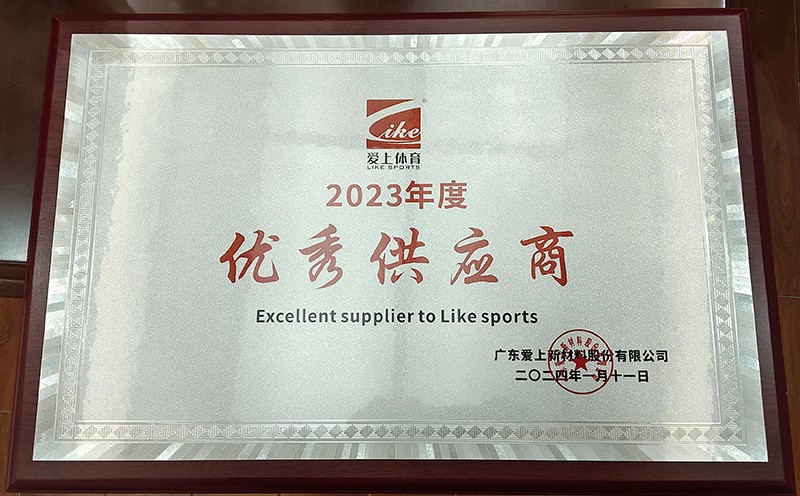 like
®
爱上体育
LIKE SPORTS
2023年度
优秀供应商
Excellent supplier to Like sports
广东爱上新材料股份有限公司
二〇二四年一月十一日